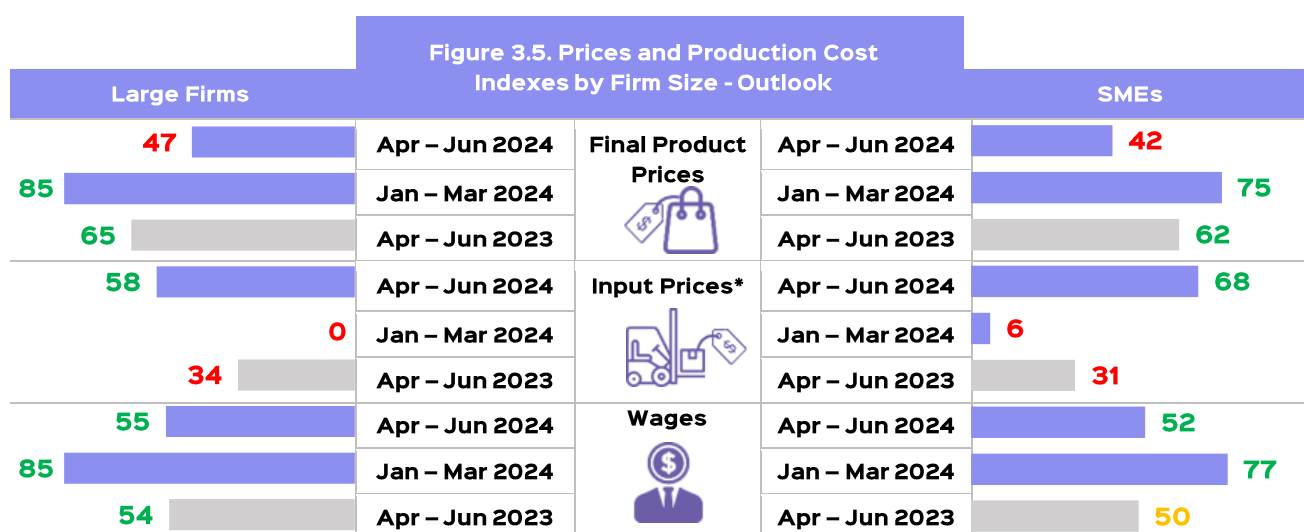 Figure 3.5. Prices and Production Cost
Indexes by Firm Size - Outlook
Large Firms
SMEs
47 Apr – Jun 2024 Final Product Apr – Jun 2024 42
Prices
85 Jan – Mar 2024 Jan – Mar 2024 75
$
65 Apr – Jun 2023 Apr – Jun 2023 62
58 Apr – Jun 2024 Input Prices* Apr – Jun 2024 68
0 Jan – Mar 2024 Jan – Mar 2024 6
$
34 Apr – Jun 2023 Apr – Jun 2023 31
55 Apr – Jun 2024 Wages Apr – Jun 2024 52
85 Jan – Mar 2024 $ Jan – Mar 2024 77
54 Apr – Jun 2023 Apr – Jun 2023 50